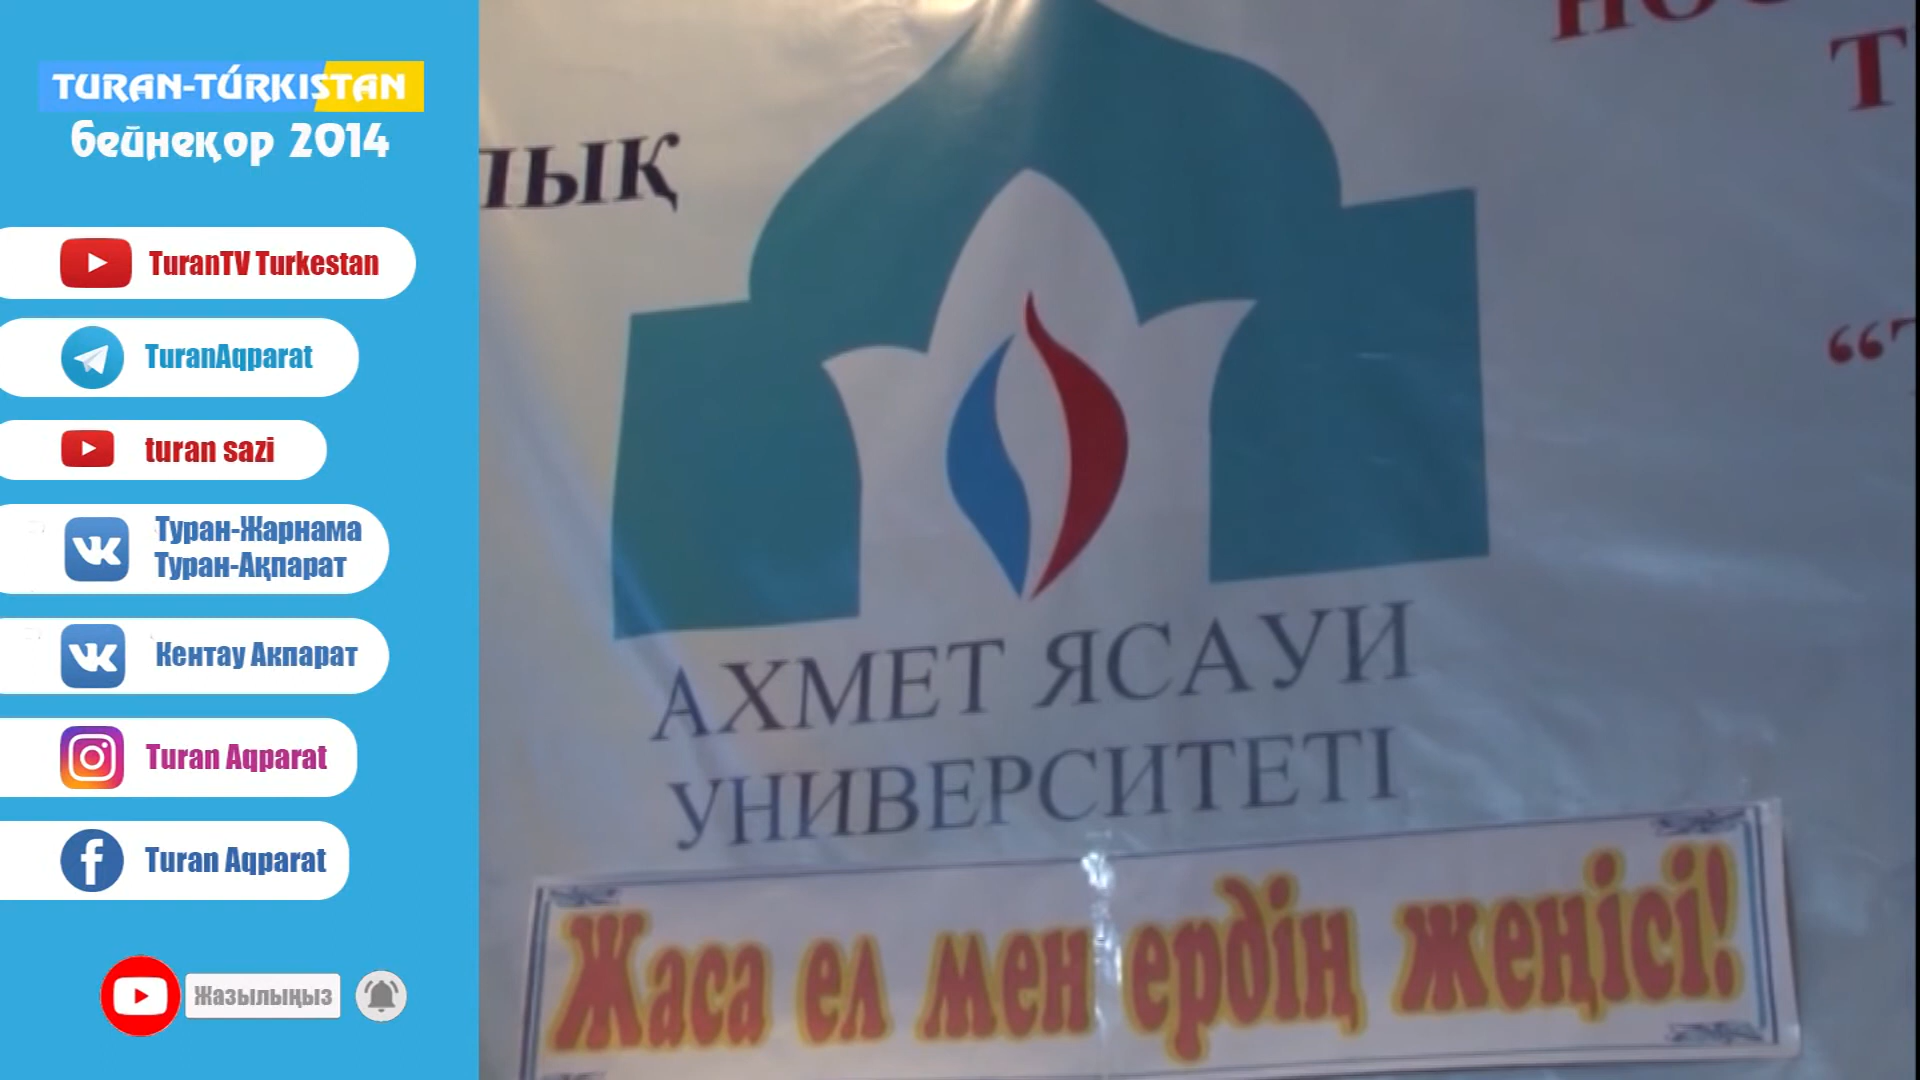 TURAN-TÚRKISTAN
бейнеқор 2014
TuranTV Turkestan
TuranAqparat
turan sazi
Туран-Жарнама
Туран-Ақпарат
Кентау Акпарат
Turan Aqparat
Turan Aqparat
Жазылыңыз
АХМЕТ ЯСАУИ
УНИВЕРСИТЕТІ
Жаса ел мен ердің жеңісі!